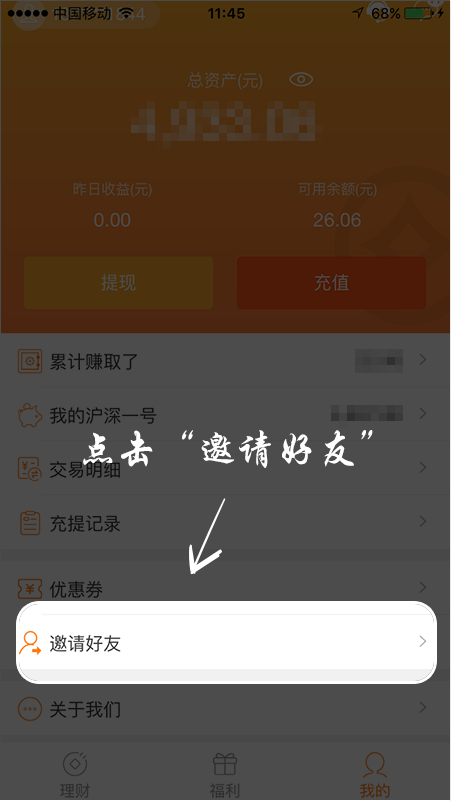 中国移动 11:45 68%
总资产(元)
昨日收益(元) 可用余额(元)
0.00 26.06
提现 充值
累计赚取了
我的沪深一号
点击“邀请好友”
交易明细
充提记录
优惠券
邀请好友
关于我们
理财 福利 我的